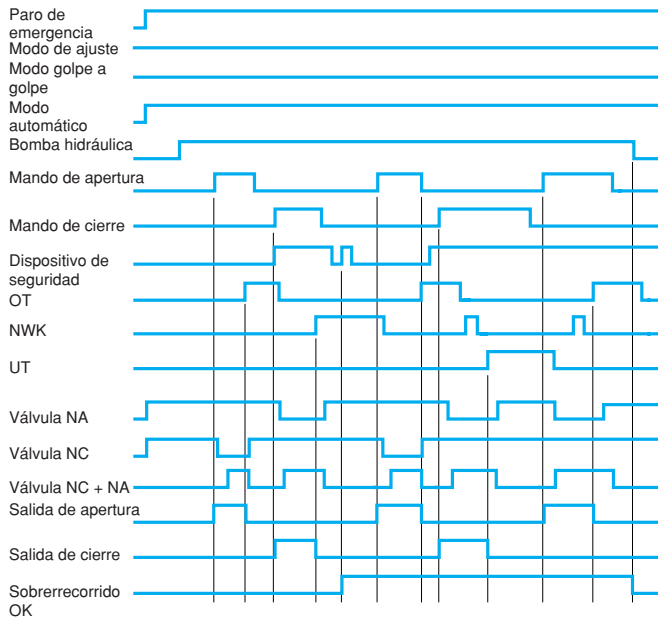 Paro de
emergencia
Modo de ajuste
Modo golpe a
golpe
Modo
automático
Bomba hidráulica
Mando de apertura
Mando de cierre
Dispositivo de
seguridad
OT
NWK
UT
Válvula NA
Válvula NC
Válvula NC + NA
Salida de apertura
Salida de cierre
Sobrerrecorrido
OK